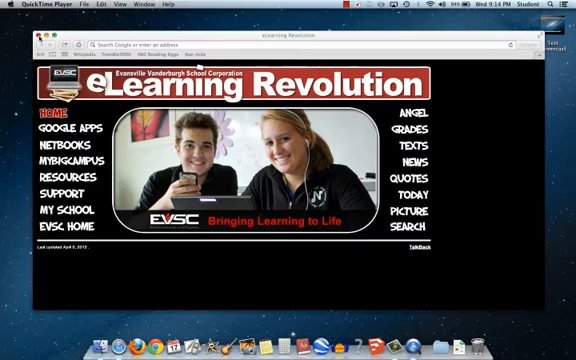 QuickTime Player File Edit View Window Help
94% Wed 9:14 PM Student
eLearning Revolution
Search Google or enter an address
Wikipedia
Test
EVSC
Evansville Vanderburgh School Corporation
eLearning Revolution
HOME
GOOGLE APPS
NETBOOKS
MYBIGCAMPUS
RESOURCES
SUPPORT
MY SCHOOL
EVSC HOME
EVSC Bringing Learning to Life
ANGEL
GRADES
TEXTS
NEWS
QUOTES
TODAY
PICTURE
SEARCH
Last updated April 5, 2013 .
TalkBack